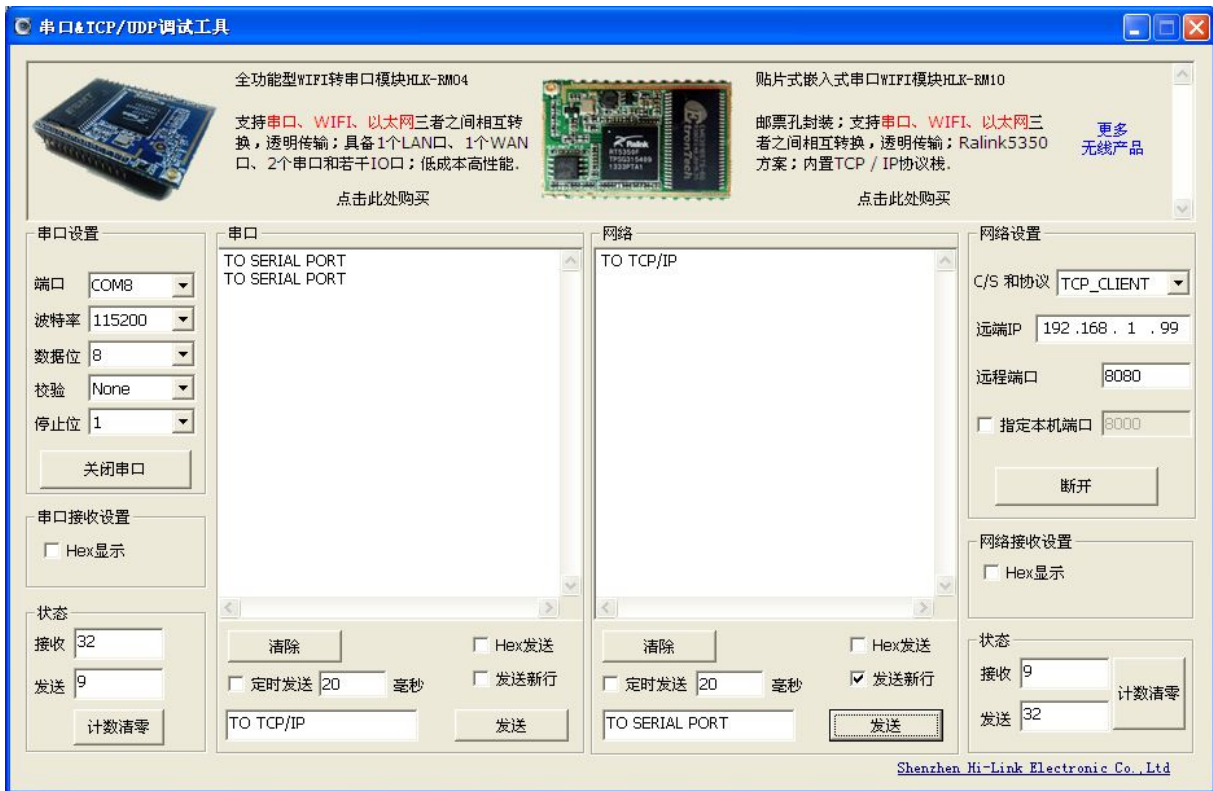 串口&TCP/UDP调试工具
全功能型WIFI转串口模块HLK-RM04
支持串口、WIFI、以太网三者之间相互转
换，透明传输；具备1个LAN口、1个WAN
口、2个串口和若干IO口；低成本高性能.
点击此处购买
Ralink
RT5350F
EtronTech
贴片式嵌入式串口WIFI模块HLK-RM10
邮票孔封装；支持串口、WIFI、以太网三
者之间相互转换，透明传输；Ralink5350
方案；内置TCP / IP协议栈.
点击此处购买
更多
无线产品
串口设置
端口 COM8
波特率 115200
数据位 8
校验 None
停止位 1
关闭串口
串口接收设置
Hex显示
状态
接收 32
发送 9
计数清零
串口
TO SERIAL PORT
TO SERIAL PORT
清除
Hex发送
定时发送 20 毫秒
发送新行
TO TCP/IP
发送
网络
TO TCP/IP
清除
Hex发送
定时发送 20 毫秒
发送新行
TO SERIAL PORT
发送
网络设置
C/S 和协议 TCP_CLIENT
远端IP 192 .168 . 1 .99
远程端口 8080
指定本机端口 8000
断开
网络接收设置
Hex显示
状态
接收 9
发送 32
计数清零
Shenzhen Hi-Link Electronic Co.,Ltd